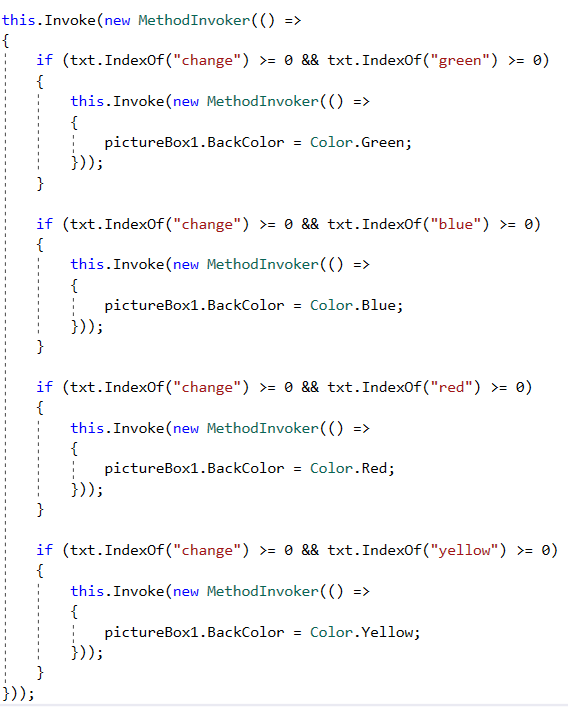 this.Invoke(new MethodInvoker(() =>
{
    if (txt.IndexOf("change") >= 0 && txt.IndexOf("green") >= 0)
    {
        this.Invoke(new MethodInvoker(() =>
        {
            pictureBox1.BackColor = Color.Green;
        }));
    }

    if (txt.IndexOf("change") >= 0 && txt.IndexOf("blue") >= 0)
    {
        this.Invoke(new MethodInvoker(() =>
        {
            pictureBox1.BackColor = Color.Blue;
        }));
    }

    if (txt.IndexOf("change") >= 0 && txt.IndexOf("red") >= 0)
    {
        this.Invoke(new MethodInvoker(() =>
        {
            pictureBox1.BackColor = Color.Red;
        }));
    }

    if (txt.IndexOf("change") >= 0 && txt.IndexOf("yellow") >= 0)
    {
        this.Invoke(new MethodInvoker(() =>
        {
            pictureBox1.BackColor = Color.Yellow;
        }));
    }
}));